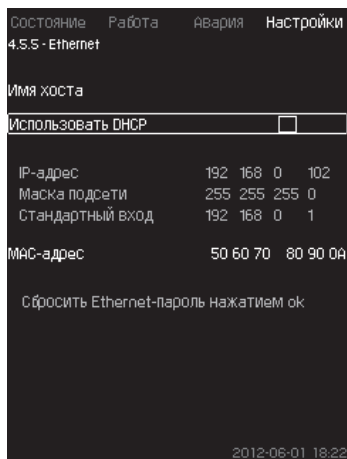 Состояние Работа Авария Настройки
4.5.5 - Ethernet
Имя хоста
Использовать DHCP
IP-адрес 192 168 0 102
Маска подсети 255 255 255 0
Стандартный вход 192 168 0 1
MAC-адрес 50 60 70 80 90 0A
Сбросить Ethernet-пароль нажатием ok
2012-06-01 18:22